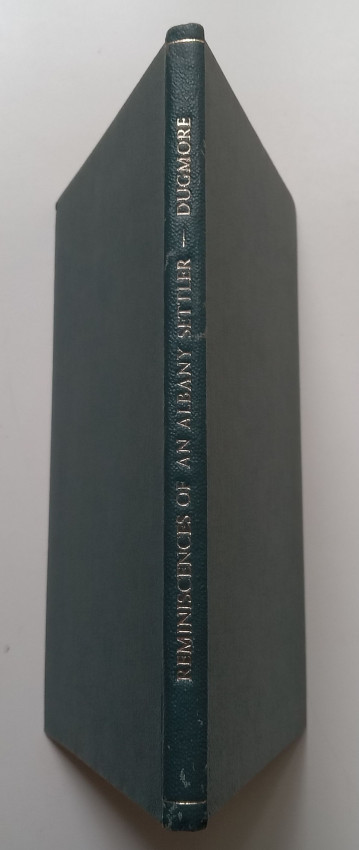 REMINISCENCES OF AN ALBANY SETTLER — DUGMORE